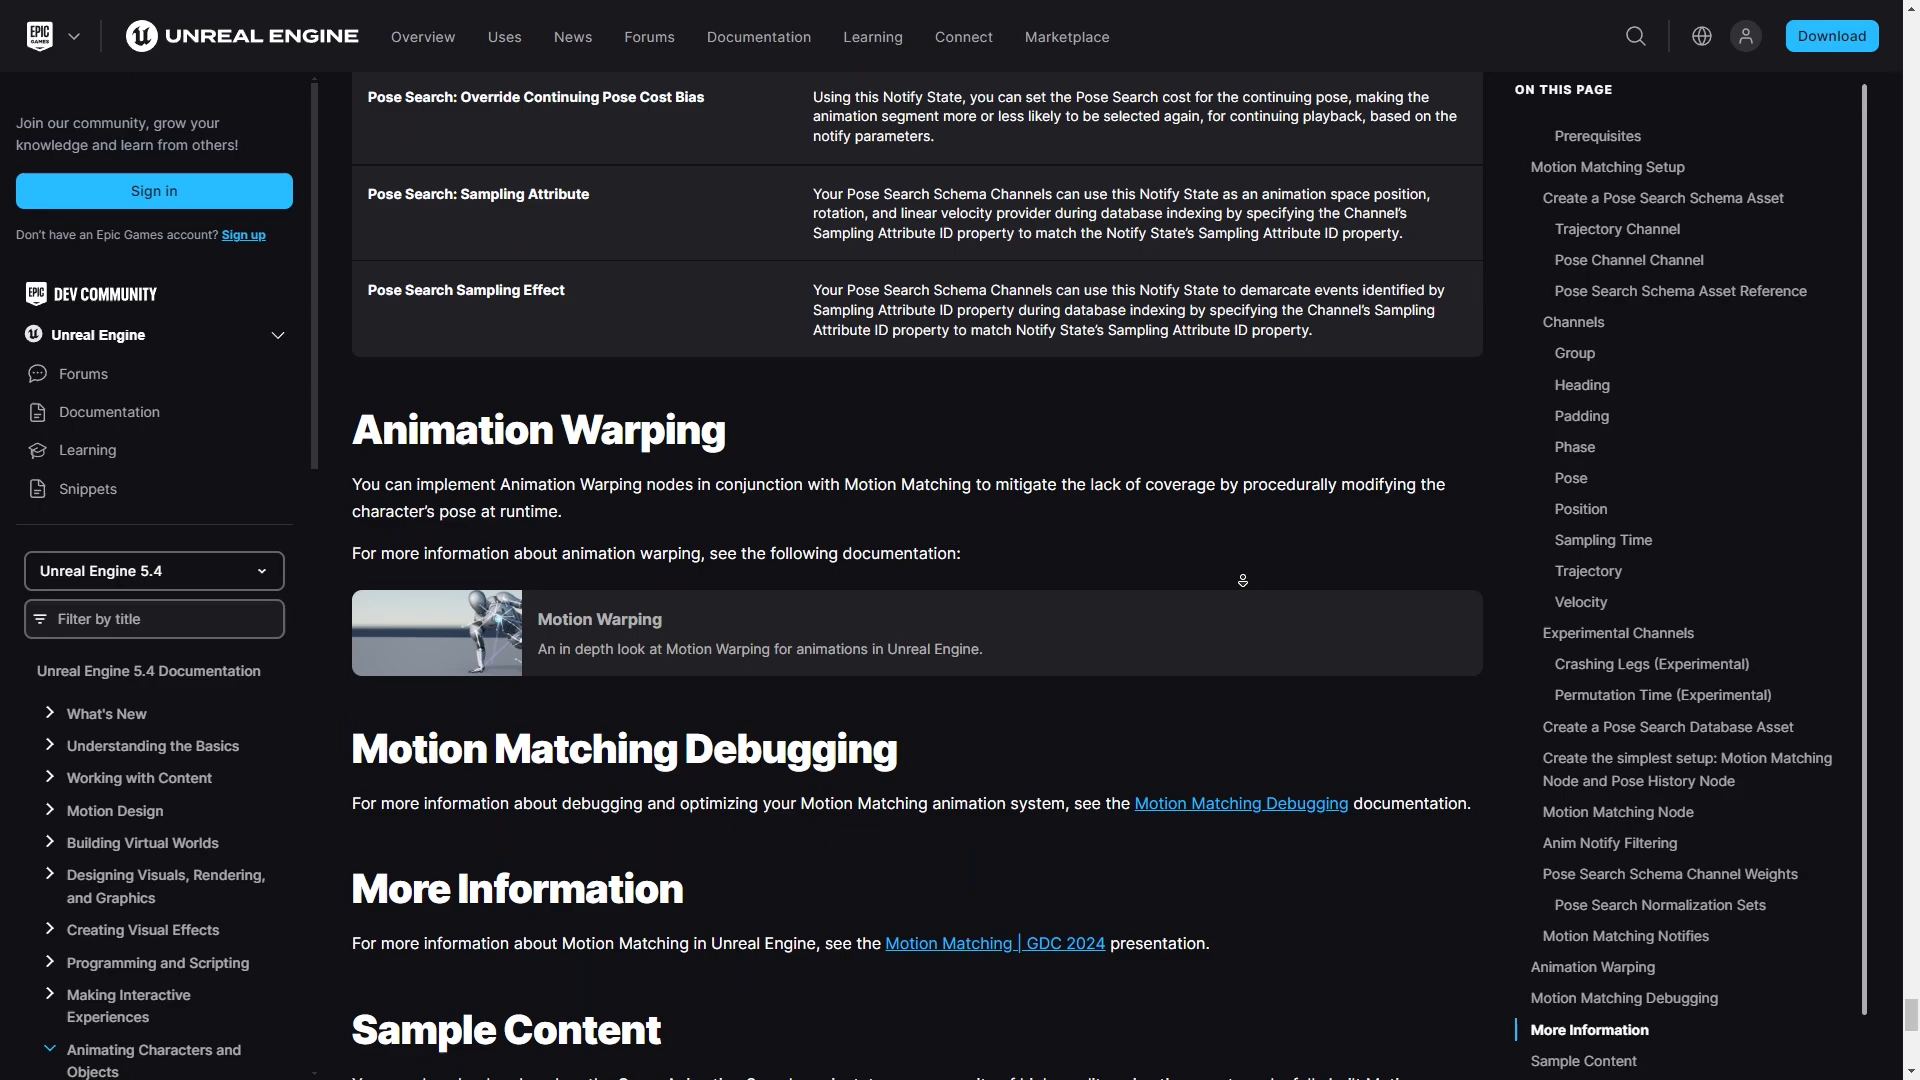 EPIC GAMES
UNREAL ENGINE
Overview
Uses
News
Forums
Documentation
Learning
Connect
Marketplace
Download
Join our community, grow your
knowledge and learn from others!
Sign in
Don't have an Epic Games account? Sign up
EPIC DEV COMMUNITY
Unreal Engine
Forums
Documentation
Learning
Snippets
Unreal Engine 5.4
Filter by title
Unreal Engine 5.4 Documentation
What's New
Understanding the Basics
Working with Content
Motion Design
Building Virtual Worlds
Designing Visuals, Rendering,
and Graphics
Creating Visual Effects
Programming and Scripting
Making Interactive
Experiences
Animating Characters and
Objects
Pose Search: Override Continuing Pose Cost Bias
Using this Notify State, you can set the Pose Search cost for the continuing pose, making the
animation segment more or less likely to be selected again, for continuing playback, based on the
notify parameters.
Pose Search: Sampling Attribute
Your Pose Search Schema Channels can use this Notify State as an animation space position,
rotation, and linear velocity provider during database indexing by specifying the Channel's
Sampling Attribute ID property to match the Notify State's Sampling Attribute ID property.
Pose Search Sampling Effect
Your Pose Search Schema Channels can use this Notify State to demarcate events identified by
Sampling Attribute ID property during database indexing by specifying the Channel's Sampling
Attribute ID property to match Notify State's Sampling Attribute ID property.
Animation Warping
You can implement Animation Warping nodes in conjunction with Motion Matching to mitigate the lack of coverage by procedurally modifying the
character's pose at runtime.
For more information about animation warping, see the following documentation:
Motion Warping
An in depth look at Motion Warping for animations in Unreal Engine.
Motion Matching Debugging
For more information about debugging and optimizing your Motion Matching animation system, see the Motion Matching Debugging documentation.
More Information
For more information about Motion Matching in Unreal Engine, see the Motion Matching | GDC 2024 presentation.
Sample Content
ON THIS PAGE
Prerequisites
Motion Matching Setup
Create a Pose Search Schema Asset
Trajectory Channel
Pose Channel Channel
Pose Search Schema Asset Reference
Channels
Group
Heading
Padding
Phase
Pose
Position
Sampling Time
Trajectory
Velocity
Experimental Channels
Crashing Legs (Experimental)
Permutation Time (Experimental)
Create a Pose Search Database Asset
Create the simplest setup: Motion Matching
Node and Pose History Node
Motion Matching Node
Anim Notify Filtering
Pose Search Schema Channel Weights
Pose Search Normalization Sets
Motion Matching Notifies
Animation Warping
Motion Matching Debugging
More Information
Sample Content